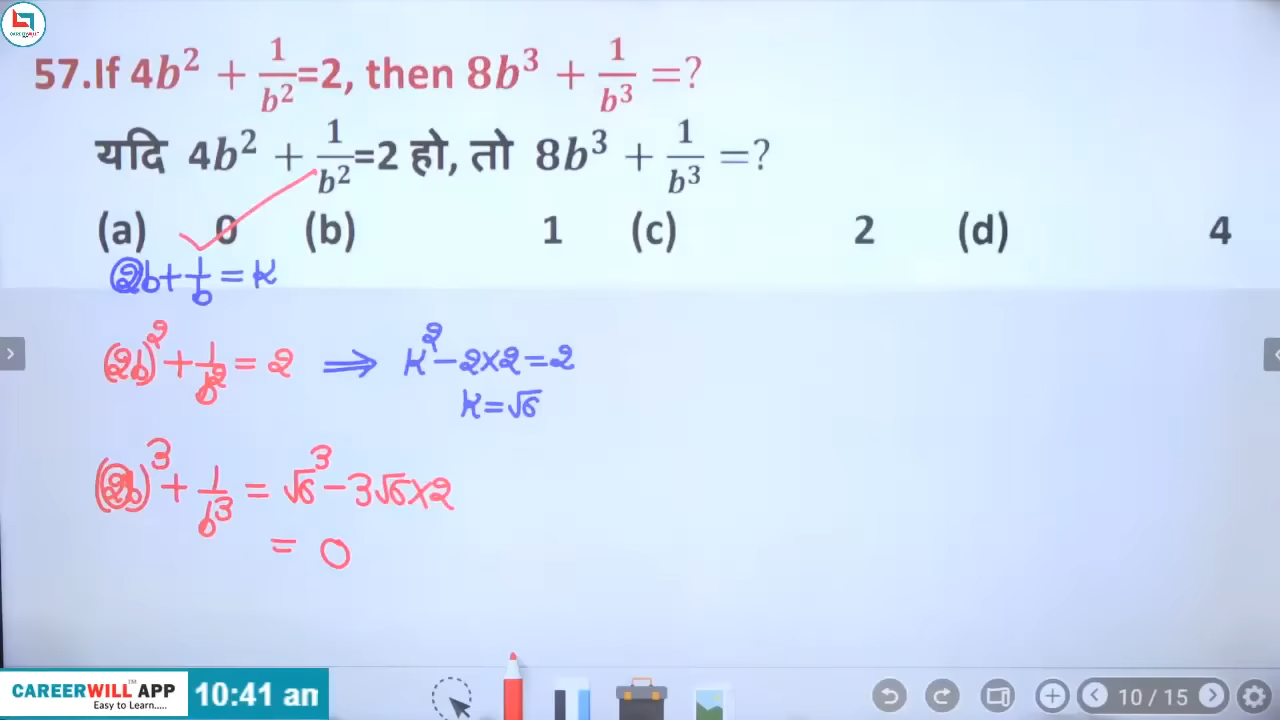 CAREERWILL
57.If 4b² + 1/b²=2, then 8b³ + 1/b³ =?
यदि 4b² + 1/b²=2 हो, तो 8b³ + 1/b³ =?
(a) 0 (b) 1 (c) 2 (d) 4
2b+1/b = K
(2b)² + 1/b² = 2 ⟹ K² - 2×2 = 2
K = √6
(2b)³ + 1/b³ = √6³ - 3√6×2
= 0
CAREERWILL™ APP
Easy to Learn.....
10:41 am
10 / 15